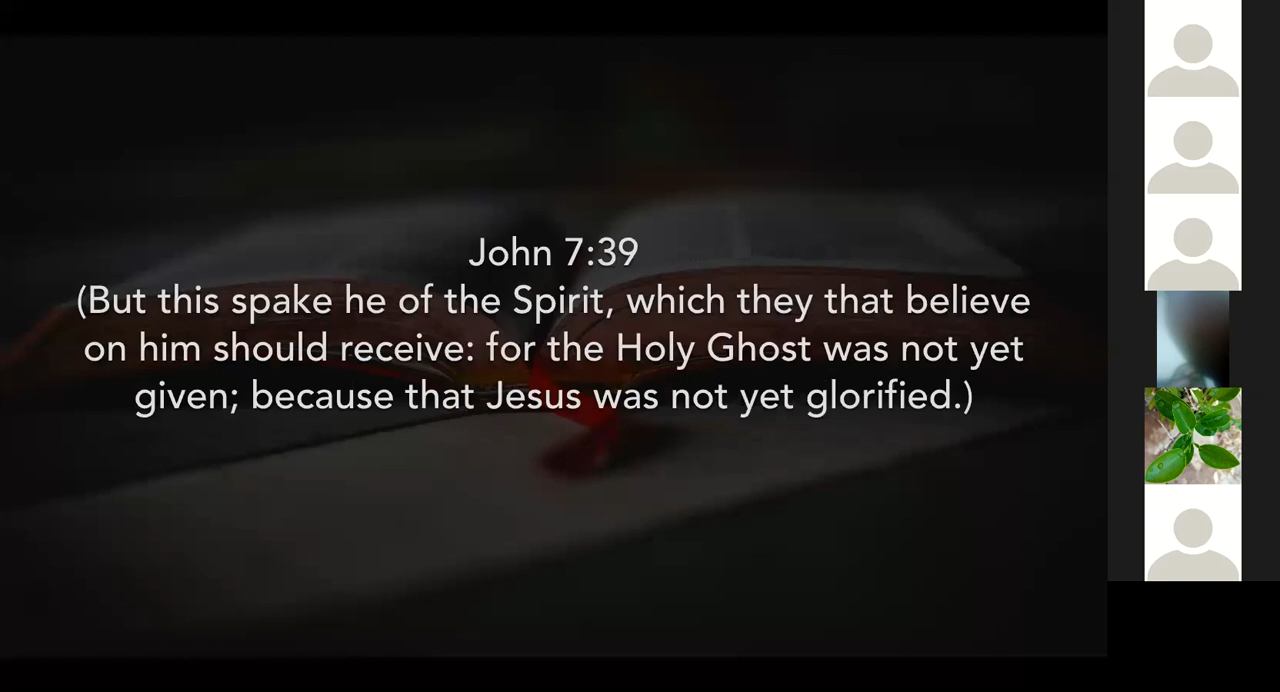 John 7:39
(But this spake he of the Spirit, which they that believe
on him should receive: for the Holy Ghost was not yet
given; because that Jesus was not yet glorified.)